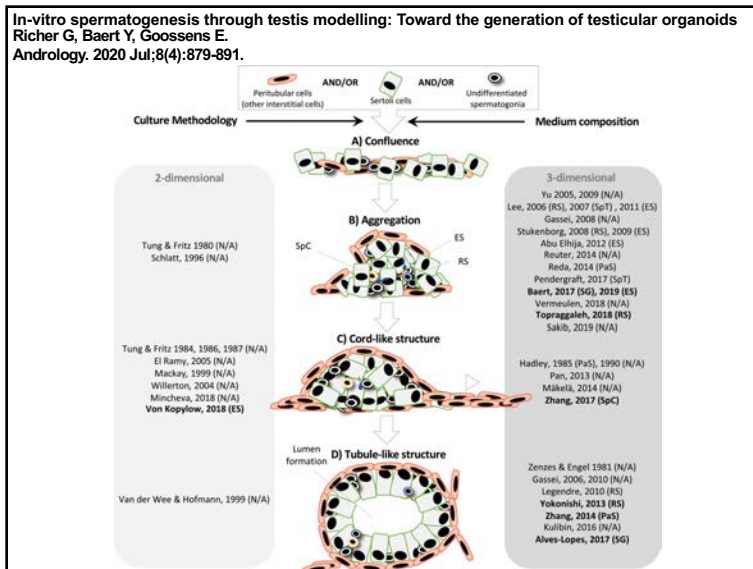 In-vitro spermatogenesis through testis modelling: Toward the generation of testicular organoids
Richer G, Baert Y, Goossens E.
Andrology. 2020 Jul;8(4):879-891.
Peritubular cells
(other interstitial cells)
AND/OR
Sertoli cells
AND/OR
Undifferentiated
spermatogonia
Culture Methodology
Medium composition
A) Confluence
2-dimensional
3-dimensional
B) Aggregation
SpC
ES
RS
Tung & Fritz 1980 (N/A)
Schlatt, 1996 (N/A)
Yu 2005, 2009 (N/A)
Lee, 2006 (RS), 2007 (SpT) , 2011 (ES)
Gassei, 2008 (N/A)
Stukenborg, 2008 (RS), 2009 (ES)
Abu Elhija, 2012 (ES)
Reuter, 2014 (N/A)
Reda, 2014 (PaS)
Pendergraft, 2017 (SpT)
Baert, 2017 (SG), 2019 (ES)
Vermeulen, 2018 (N/A)
Topraggaleh, 2018 (RS)
Sakib, 2019 (N/A)
C) Cord-like structure
Tung & Fritz 1984, 1986, 1987 (N/A)
El Ramy, 2005 (N/A)
Mackay, 1999 (N/A)
Willerton, 2004 (N/A)
Mincheva, 2018 (N/A)
Von Kopylow, 2018 (ES)
Hadley, 1985 (PaS), 1990 (N/A)
Pan, 2013 (N/A)
Mäkelä, 2014 (N/A)
Zhang, 2017 (SpC)
D) Tubule-like structure
Lumen
formation
Van der Wee & Hofmann, 1999 (N/A)
Zenzes & Engel 1981 (N/A)
Gassei, 2006, 2010 (N/A)
Legendre, 2010 (RS)
Yokonishi, 2013 (RS)
Zhang, 2014 (PaS)
Kulibin, 2016 (N/A)
Alves-Lopes, 2017 (SG)